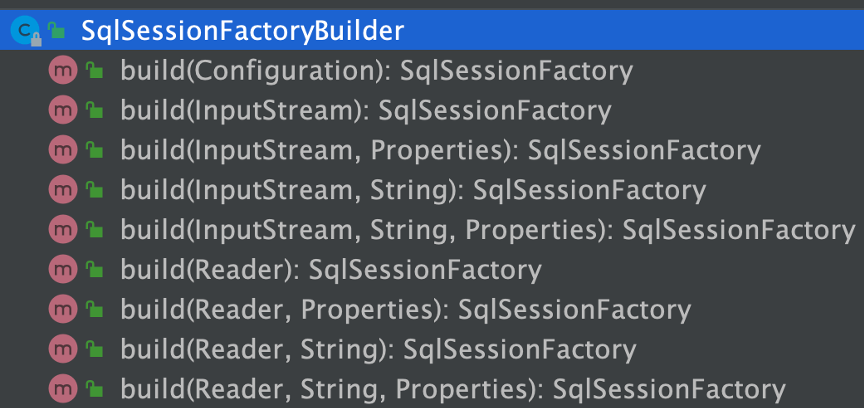 C SqlSessionFactoryBuilder
m build(Configuration): SqlSessionFactory
m build(InputStream): SqlSessionFactory
m build(InputStream, Properties): SqlSessionFactory
m build(InputStream, String): SqlSessionFactory
m build(InputStream, String, Properties): SqlSessionFactory
m build(Reader): SqlSessionFactory
m build(Reader, Properties): SqlSessionFactory
m build(Reader, String): SqlSessionFactory
m build(Reader, String, Properties): SqlSessionFactory